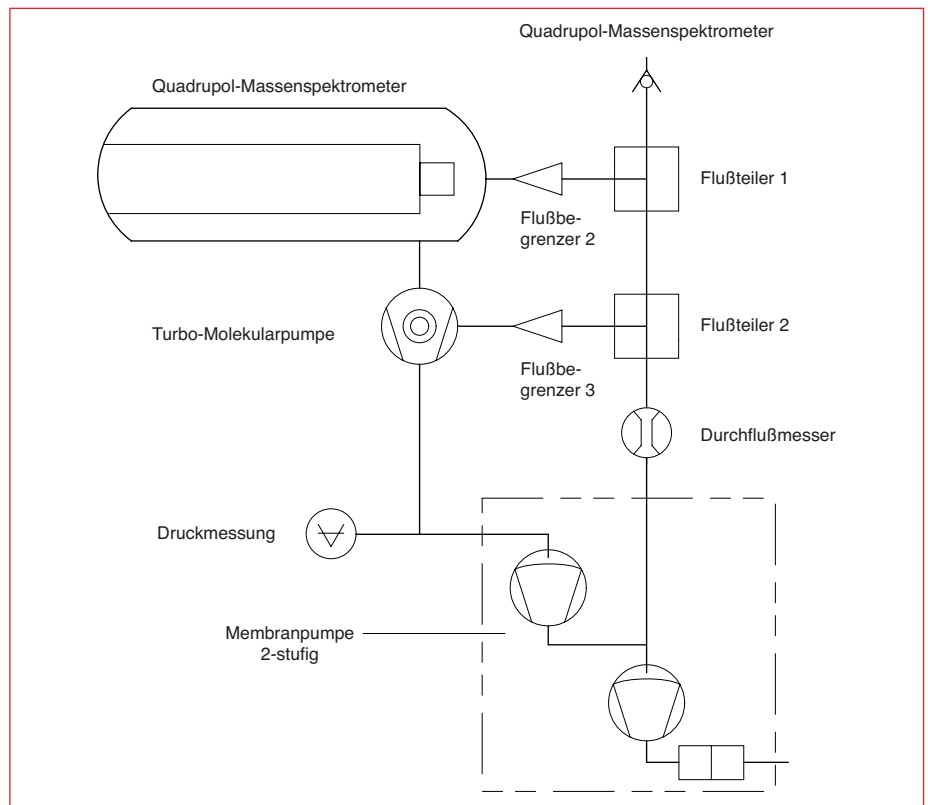 Quadrupol-Massenspektrometer
Quadrupol-Massenspektrometer
Flußteiler 1
Flußbe-
grenzer 2
Turbo-Molekularpumpe
Flußteiler 2
Flußbe-
grenzer 3
Durchflußmesser
Druckmessung
Membranpumpe
2-stufig